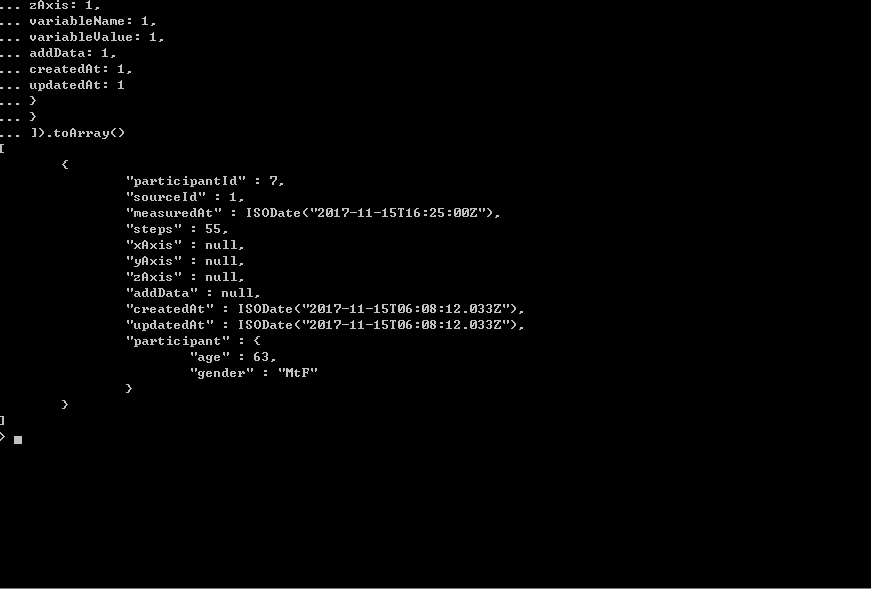 ... zAxis: 1,
... variableName: 1,
... variableValue: 1,
... addData: 1,
... createdAt: 1,
... updatedAt: 1
... }
... }
... ]).toArray()
[
        {
                "participantId" : 7,
                "sourceId" : 1,
                "measuredAt" : ISODate("2017-11-15T16:25:00Z"),
                "steps" : 55,
                "xAxis" : null,
                "yAxis" : null,
                "zAxis" : null,
                "addData" : null,
                "createdAt" : ISODate("2017-11-15T06:08:12.033Z"),
                "updatedAt" : ISODate("2017-11-15T06:08:12.033Z"),
                "participant" : {
                        "age" : 63,
                        "gender" : "MtF"
                }
        }
]
>